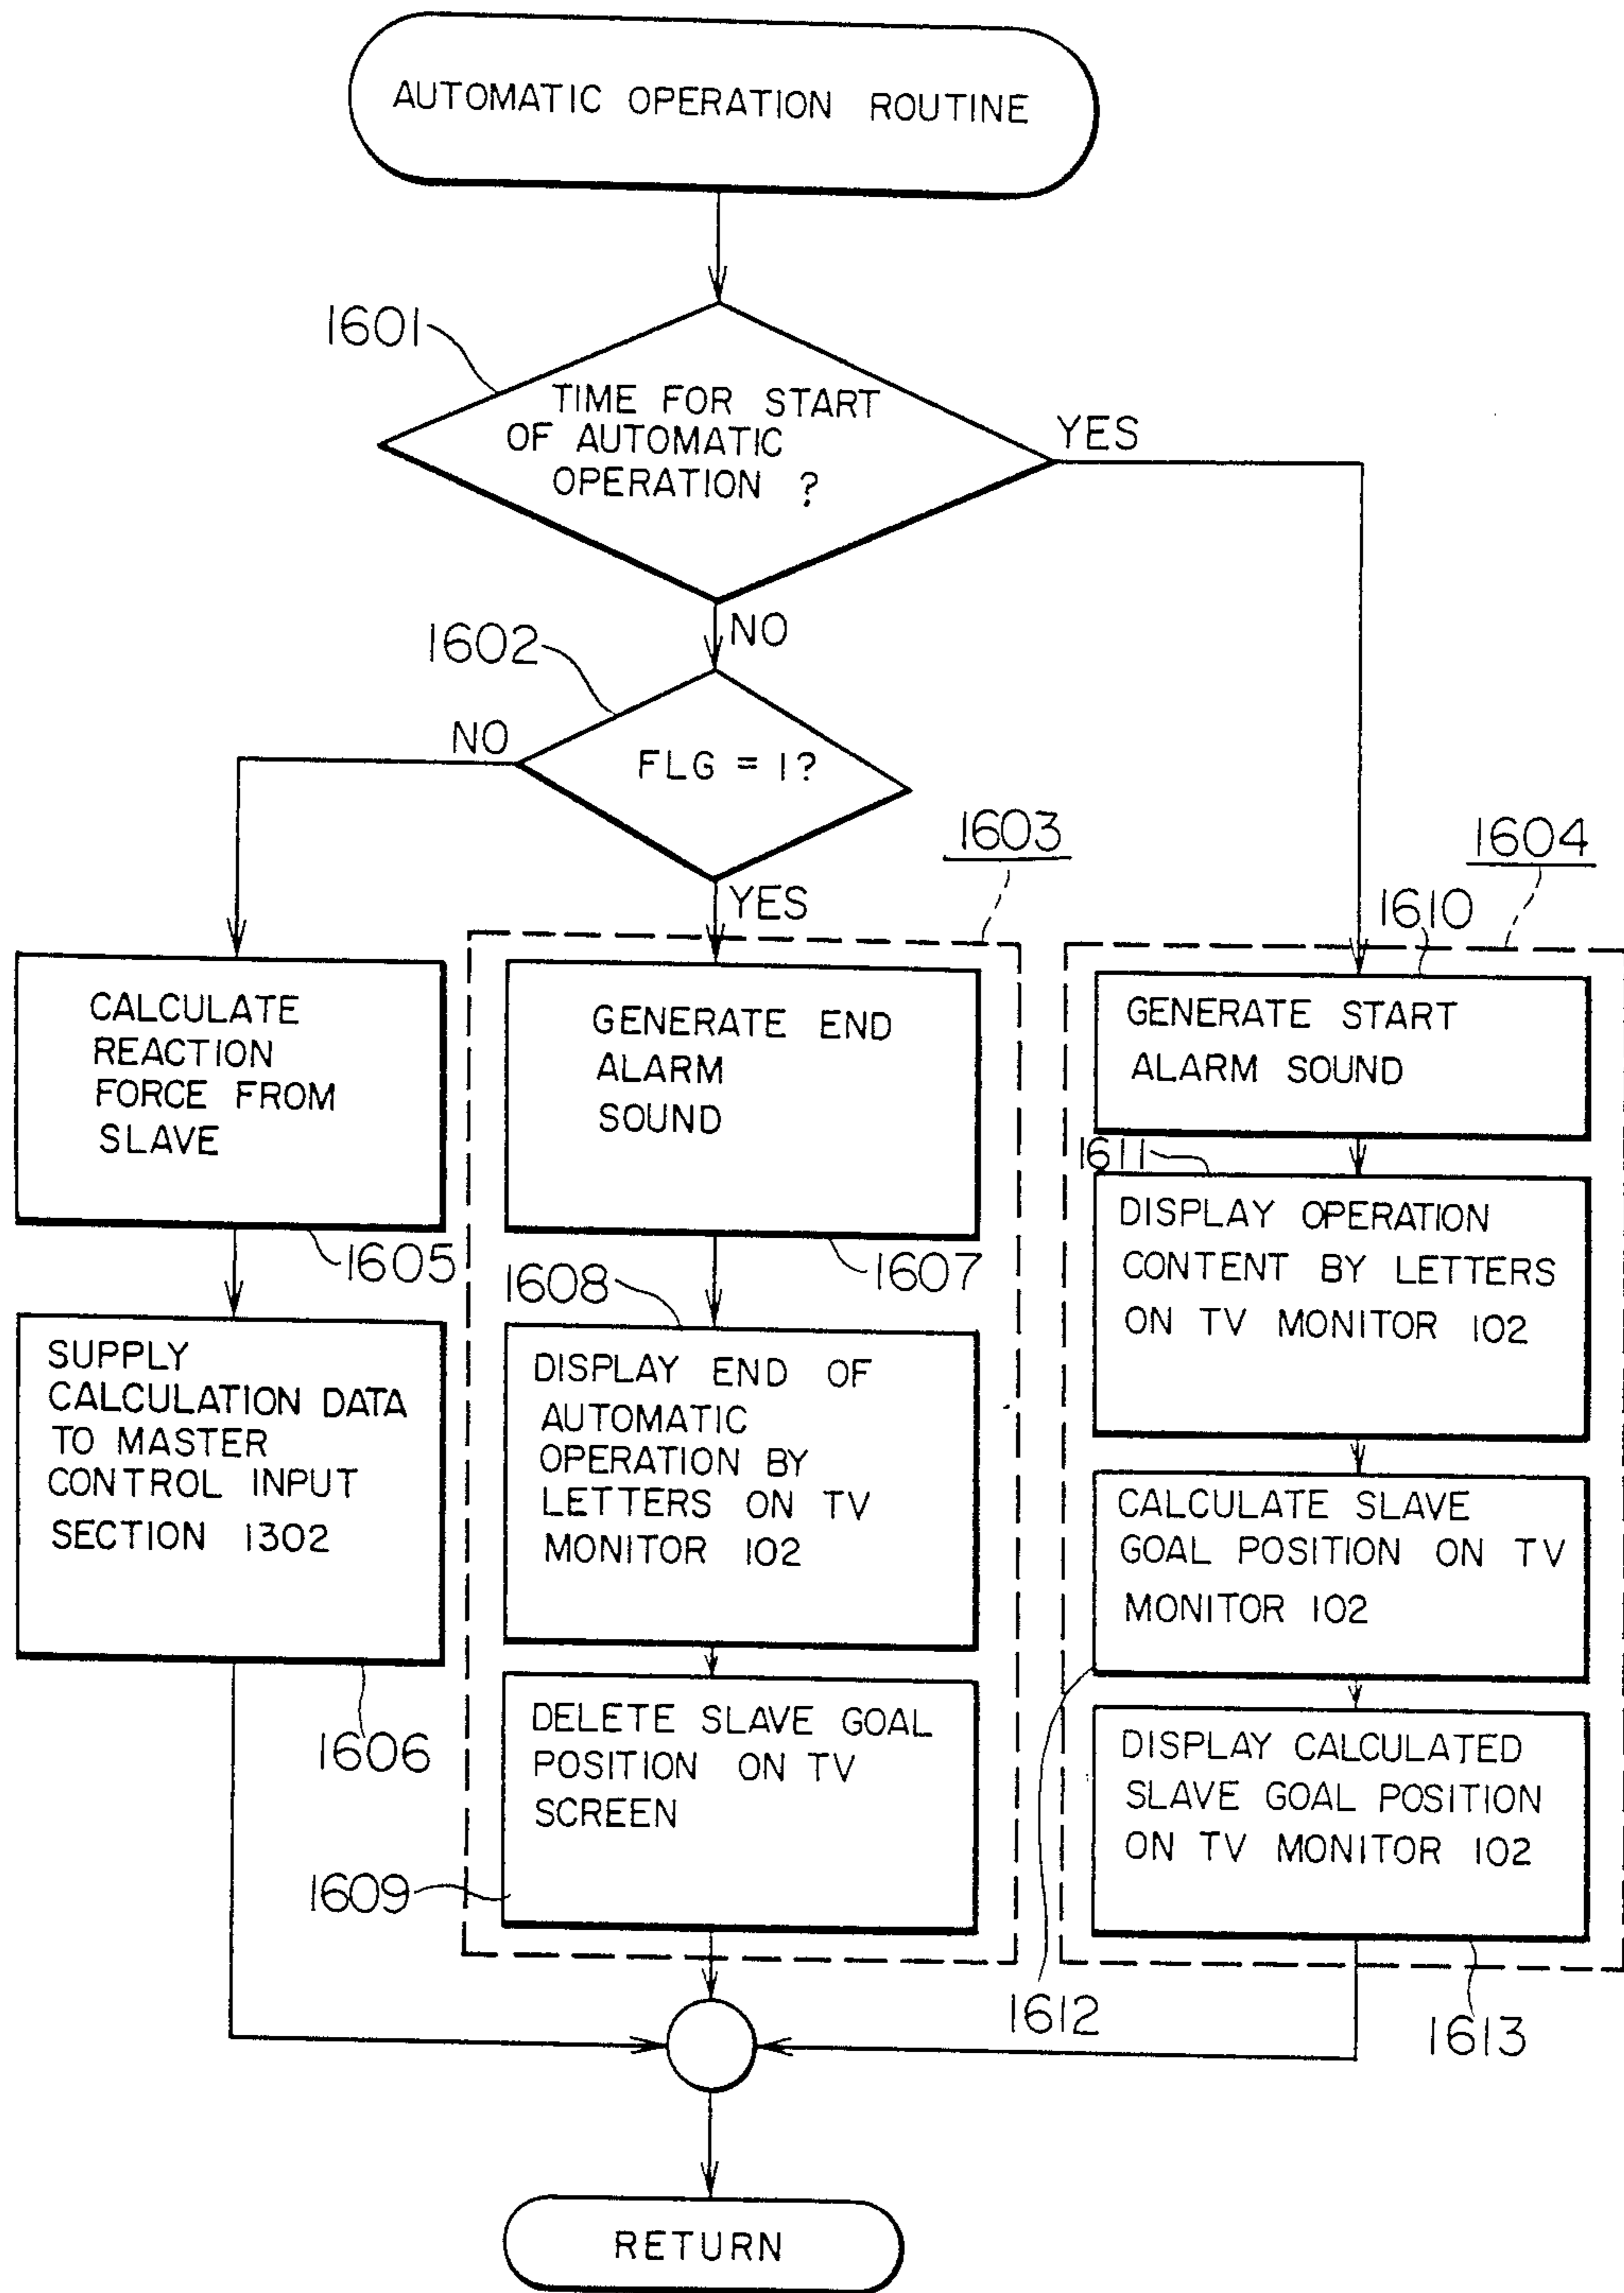 AUTOMATIC OPERATION ROUTINE
1601
TIME FOR START
OF AUTOMATIC
OPERATION ?
YES
NO
1602
NO
FLG = 1?
YES
1603
1604
1610
CALCULATE
REACTION
FORCE FROM
SLAVE
1605
GENERATE END
ALARM
SOUND
1607
GENERATE START
ALARM SOUND
1611
DISPLAY OPERATION
CONTENT BY LETTERS
ON TV MONITOR 102
1608
SUPPLY
CALCULATION DATA
TO MASTER
CONTROL INPUT
SECTION 1302
1606
DISPLAY END OF
AUTOMATIC
OPERATION BY
LETTERS ON TV
MONITOR 102
CALCULATE SLAVE
GOAL POSITION ON TV
MONITOR 102
1612
DELETE SLAVE GOAL
POSITION ON TV
SCREEN
1609
DISPLAY CALCULATED
SLAVE GOAL POSITION
ON TV MONITOR 102
1613
RETURN